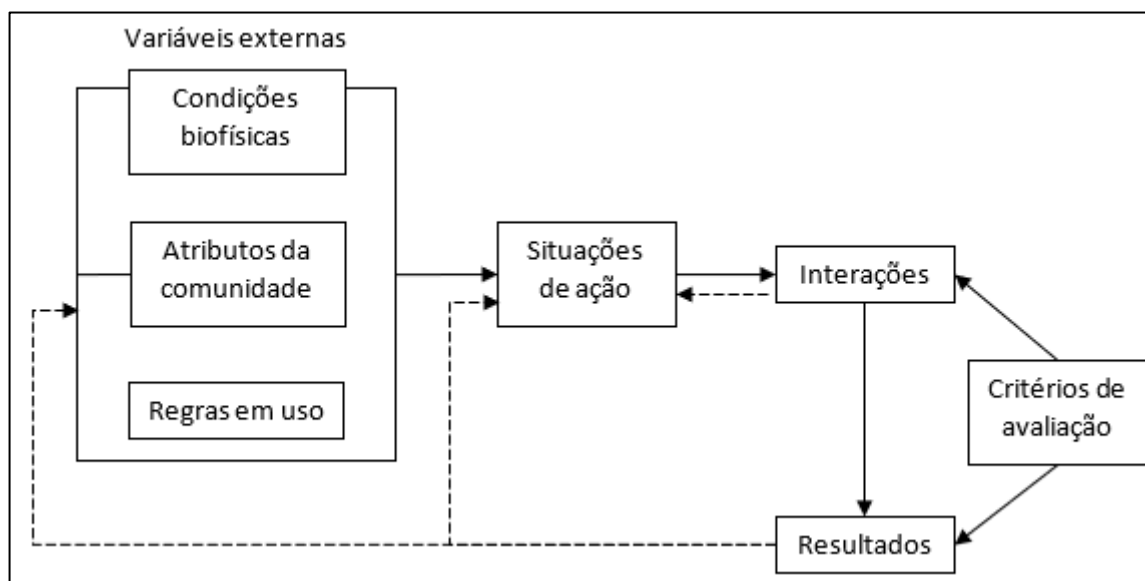 Variáveis externas
Condições
biofísicas
Atributos da
comunidade
Regras em uso
Situações
de ação
Interações
Critérios de
avaliação
Resultados